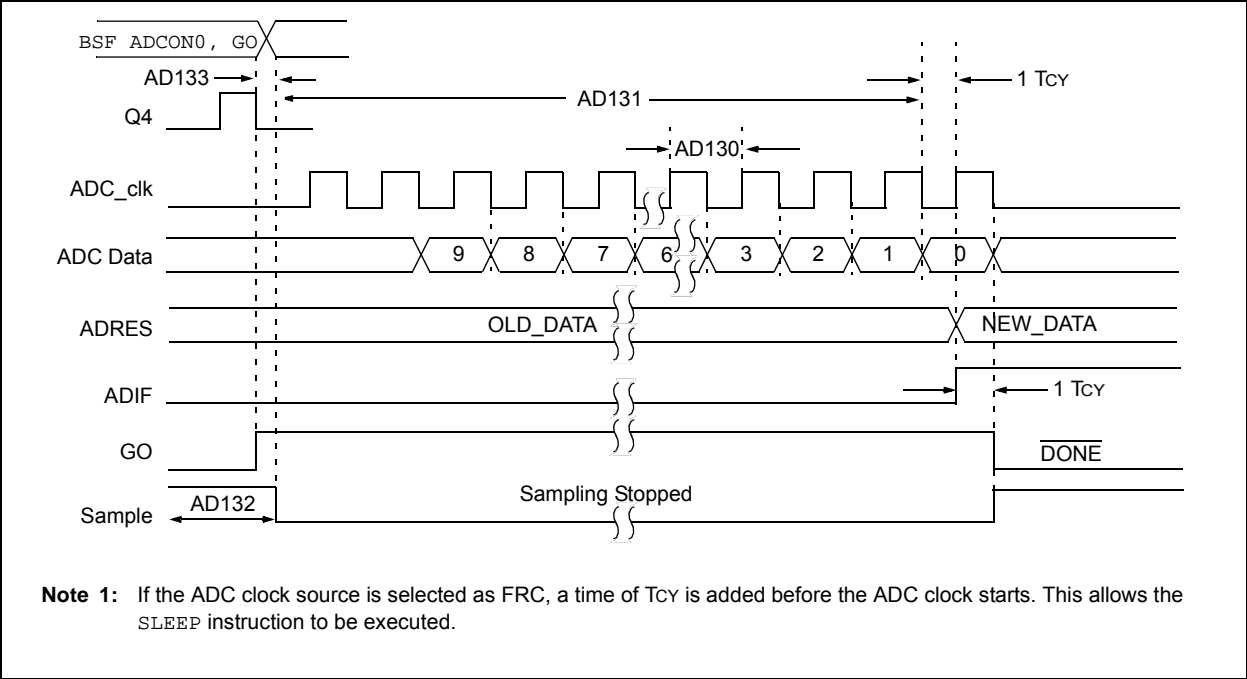 BSF ADCON0, GO
AD133
1 TCY
AD131
Q4
AD130
ADC_clk
ADC Data
9 8 7 6 3 2 1 0
OLD_DATA
NEW_DATA
ADRES
ADIF
1 TCY
GO
DONE
AD132
Sampling Stopped
Sample
Note 1: If the ADC clock source is selected as FRC, a time of TCY is added before the ADC clock starts. This allows the
SLEEP instruction to be executed.